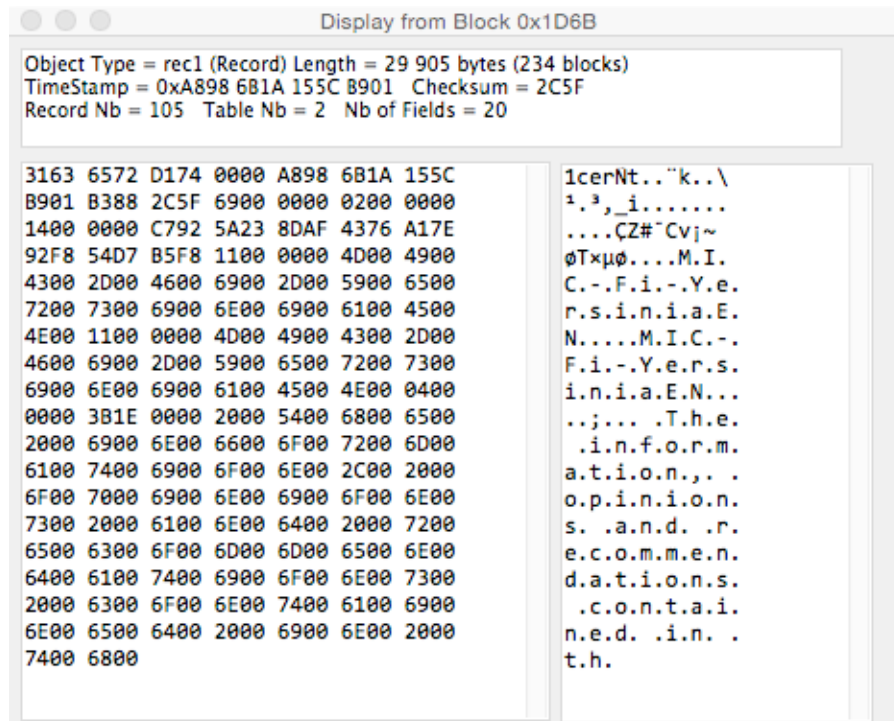 Display from Block 0x1D6B
Object Type = rec1 (Record) Length = 29 905 bytes (234 blocks)
TimeStamp = 0xA898 6B1A 155C B901   Checksum = 2C5F
Record Nb = 105   Table Nb = 2   Nb of Fields = 20
3163 6572 D174 0000 A898 6B1A 155C
B901 B388 2C5F 6900 0000 0200 0000
1400 0000 C792 5A23 8DAF 4376 A17E
92F8 54D7 B5F8 1100 0000 4D00 4900
4300 2D00 4600 6900 2D00 5900 6500
7200 7300 6900 6E00 6900 6100 4500
4E00 1100 0000 4D00 4900 4300 2D00
4600 6900 2D00 5900 6500 7200 7300
6900 6E00 6900 6100 4500 4E00 0400
0000 3B1E 0000 2000 5400 6800 6500
2000 6900 6E00 6600 6F00 7200 6D00
6100 7400 6900 6F00 6E00 2C00 2000
6F00 7000 6900 6E00 6900 6F00 6E00
7300 2000 6100 6E00 6400 2000 7200
6500 6300 6F00 6D00 6D00 6500 6E00
6400 6100 7400 6900 6F00 6E00 7300
2000 6300 6F00 6E00 7400 6100 6900
6E00 6500 6400 2000 6900 6E00 2000
7400 6800
1cerÑt..¨k..\
¹.³,_i.......
....ÇZ#¯Cv¡~
øT×µø....M.I.
C.-.F.i.-.Y.e.
r.s.i.n.i.a.E.
N.....M.I.C.-.
F.i.-.Y.e.r.s.
i.n.i.a.E.N...
..;... .T.h.e.
 .i.n.f.o.r.m.
a.t.i.o.n.,. .
o.p.i.n.i.o.n.
s. .a.n.d. .r.
e.c.o.m.m.e.n.
d.a.t.i.o.n.s.
 .c.o.n.t.a.i.
n.e.d. .i.n. .
t.h.